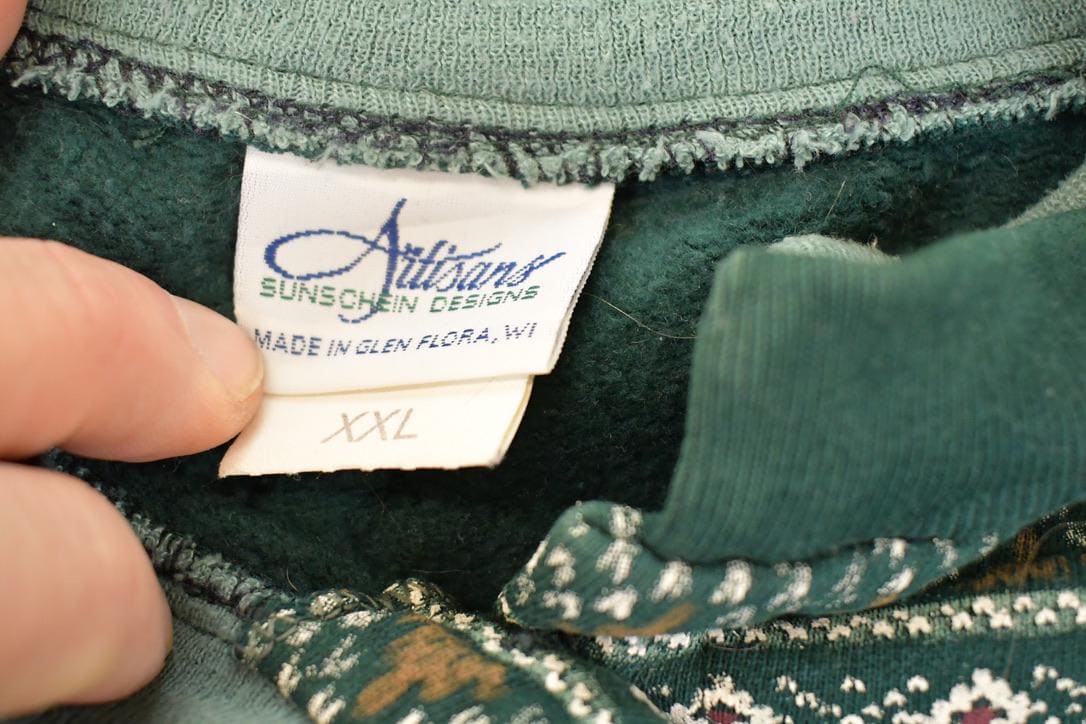 Artisans
SUNSCHEIN DESIGNS
MADE IN GLEN FLORA, WI
XXL